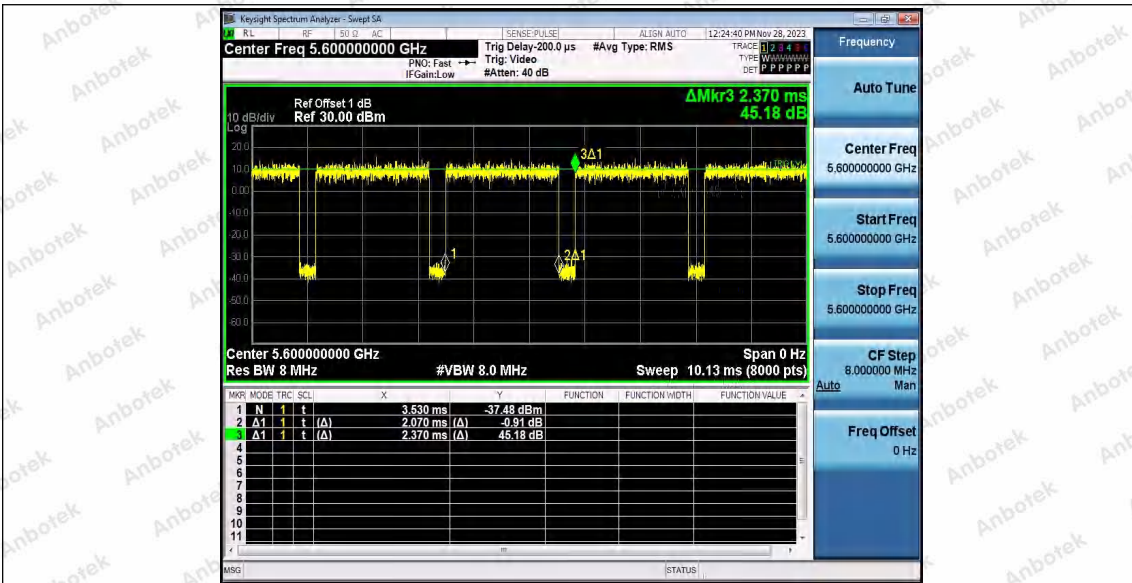 Keysight Spectrum Analyzer - Swept SA
RL RF 50 Ω AC SENSE:PULSE ALIGN AUTO 12:24:40 PM Nov 28, 2023
Center Freq 5.600000000 GHz
PNO: Fast
IFGain:Low
Trig Delay-200.0 µs
Trig: Video
#Atten: 40 dB
#Avg Type: RMS
TRACE 1 2 3 4 5 6
TYPE WWWWWW
DET P P P P P P
Ref Offset 1 dB
10 dB/div Ref 30.00 dBm
Log
ΔMkr3 2.370 ms
45.18 dB
20.0
10.0
0.00
-10.0
-20.0
-30.0
-40.0
-50.0
-60.0
3Δ1
1
2Δ1
Center 5.600000000 GHz Span 0 Hz
Res BW 8 MHz #VBW 8.0 MHz Sweep 10.13 ms (8000 pts)
MKR MODE TRC SCL X Y FUNCTION FUNCTION WIDTH FUNCTION VALUE
1 N 1 t 3.530 ms -37.48 dBm
2 Δ1 1 t (Δ) 2.070 ms (Δ) -0.91 dB
3 Δ1 1 t (Δ) 2.370 ms (Δ) 45.18 dB
4
5
6
7
8
9
10
11
MSG STATUS
Frequency
Auto Tune
Center Freq
5.600000000 GHz
Start Freq
5.600000000 GHz
Stop Freq
5.600000000 GHz
CF Step
8.000000 MHz
Auto Man
Freq Offset
0 Hz
Anbotek